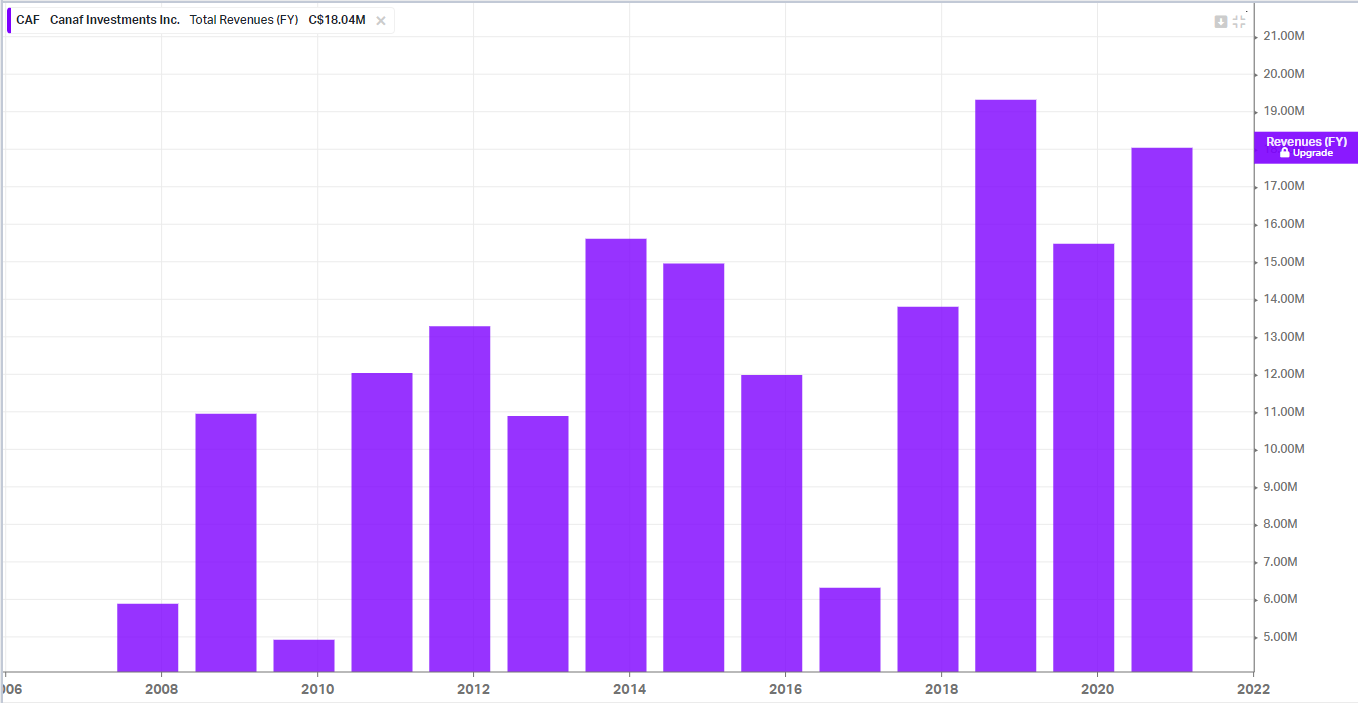 CAF Canaf Investments Inc. Total Revenues (FY) C$18.04M ×
21.00M
20.00M
19.00M
Revenues (FY)
Upgrade
17.00M
16.00M
15.00M
14.00M
13.00M
12.00M
11.00M
10.00M
9.00M
8.00M
7.00M
6.00M
5.00M
006 2008 2010 2012 2014 2016 2018 2020 2022